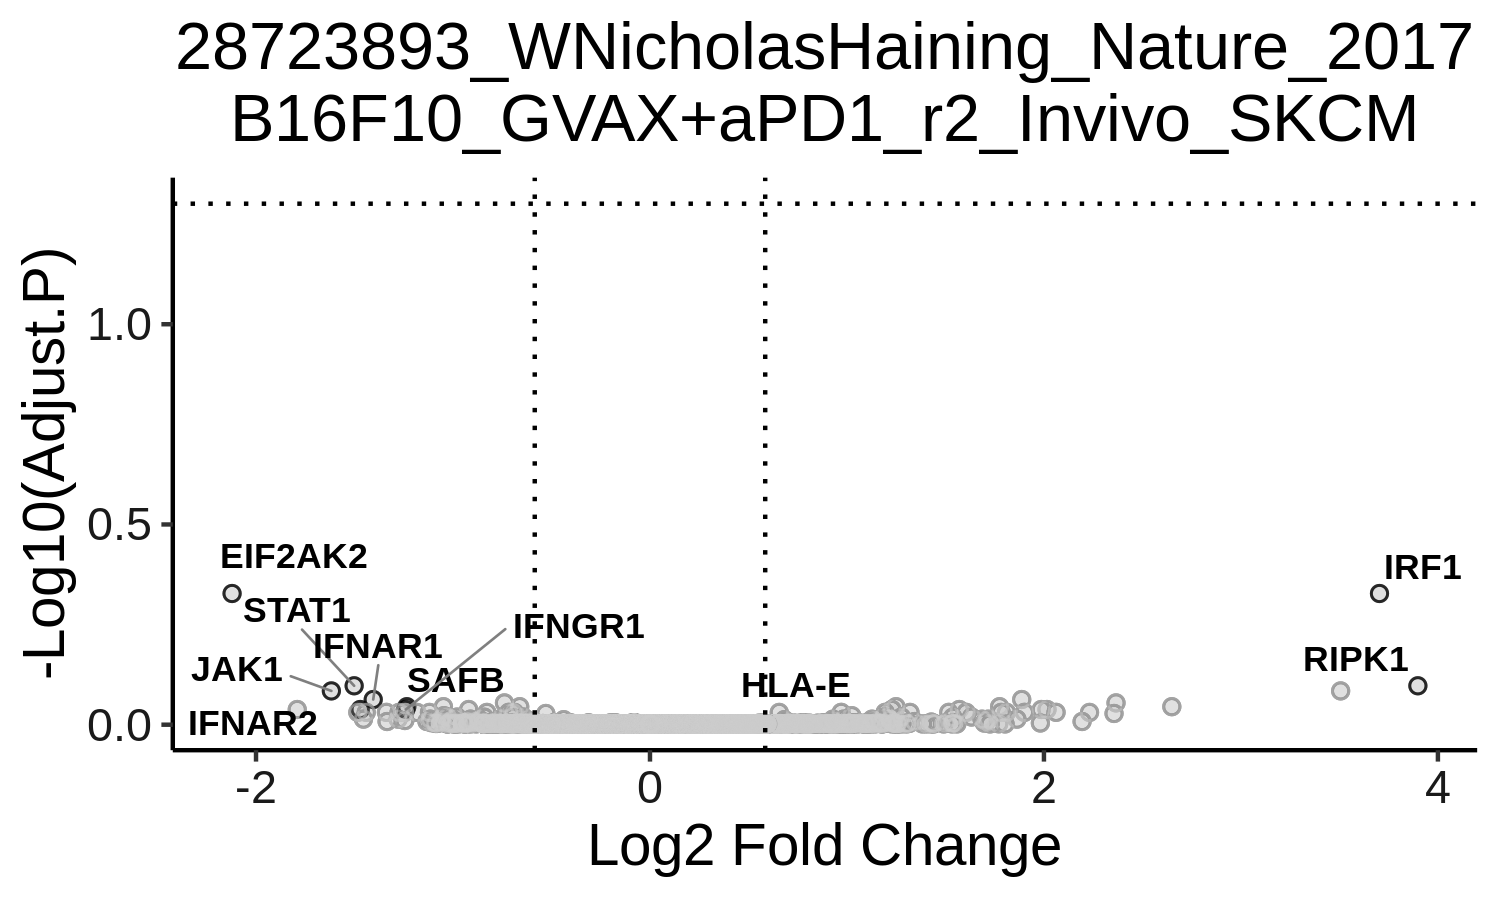 28723893_WNicholasHaining_Nature_2017
B16F10_GVAX+aPD1_r2_Invivo_SKCM
-Log10(Adjust.P)
1.0
0.5
0.0
EIF2AK2
STAT1
IFNAR1
IFNGR1
JAK1
SAFB
IFNAR2
HLA-E
IRF1
RIPK1
-2
0
2
4
Log2 Fold Change